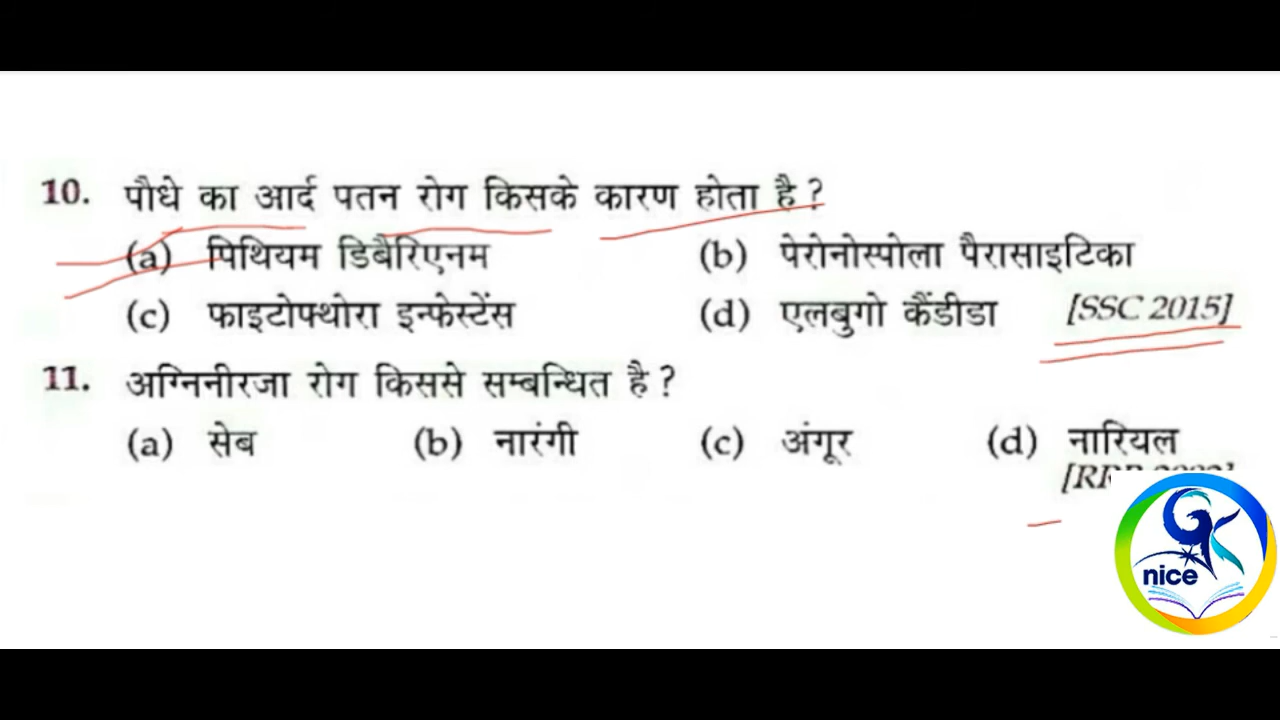 10. पौधे का आर्द पतन रोग किसके कारण होता है ?
(a) पिथियम डिबैरिएनम (b) पेरोनोस्पोला पैरासाइटिका
(c) फाइटोफ्थोरा इन्फेस्टेंस (d) एलबुगो कैंडीडा [SSC 2015]
11. अग्निनीरजा रोग किससे सम्बन्धित है ?
(a) सेब (b) नारंगी (c) अंगूर (d) नारियल
nice